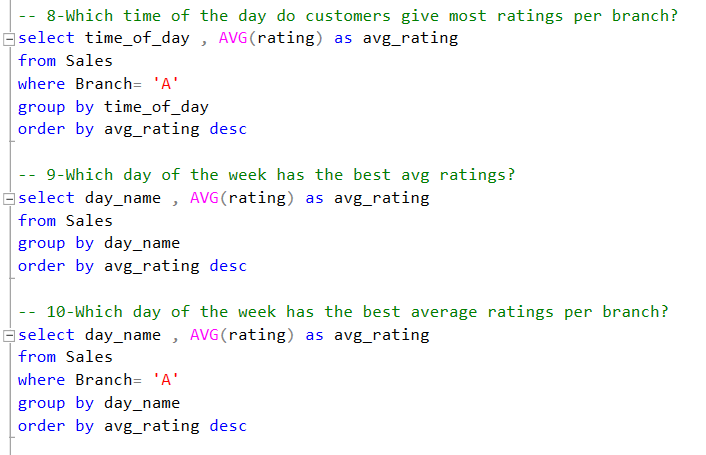 -- 8-Which time of the day do customers give most ratings per branch?
select time_of_day , AVG(rating) as avg_rating
from Sales
where Branch= 'A'
group by time_of_day
order by avg_rating desc
-- 9-Which day of the week has the best avg ratings?
select day_name , AVG(rating) as avg_rating
from Sales
group by day_name
order by avg_rating desc
-- 10-Which day of the week has the best average ratings per branch?
select day_name , AVG(rating) as avg_rating
from Sales
where Branch= 'A'
group by day_name
order by avg_rating desc